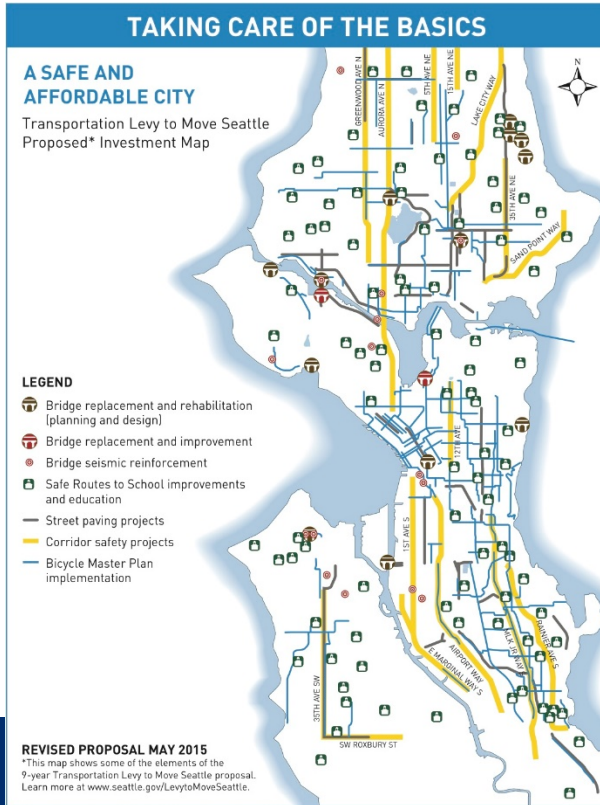 TAKING CARE OF THE BASICS
A SAFE AND
AFFORDABLE CITY
Transportation Levy to Move Seattle
Proposed* Investment Map
N
GREENWOOD AVE N
AURORA AVE N
5TH AVE NE
15TH AVE NE
LAKE CITY WAY
35TH AVE NE
SAND POINT WAY
LEGEND
Bridge replacement and rehabilitation
(planning and design)
Bridge replacement and improvement
Bridge seismic reinforcement
Safe Routes to School improvements
and education
Street paving projects
Corridor safety projects
Bicycle Master Plan
implementation
12TH AVE
1ST AVE S
AIRPORT WAY
E MARGINAL WAY S
MLK JR WAY S
RAINIER AVE S
35TH AVE SW
SW ROXBURY ST
REVISED PROPOSAL MAY 2015
*This map shows some of the elements of the
9-year Transportation Levy to Move Seattle proposal.
Learn more at www.seattle.gov/LevytoMoveSeattle.